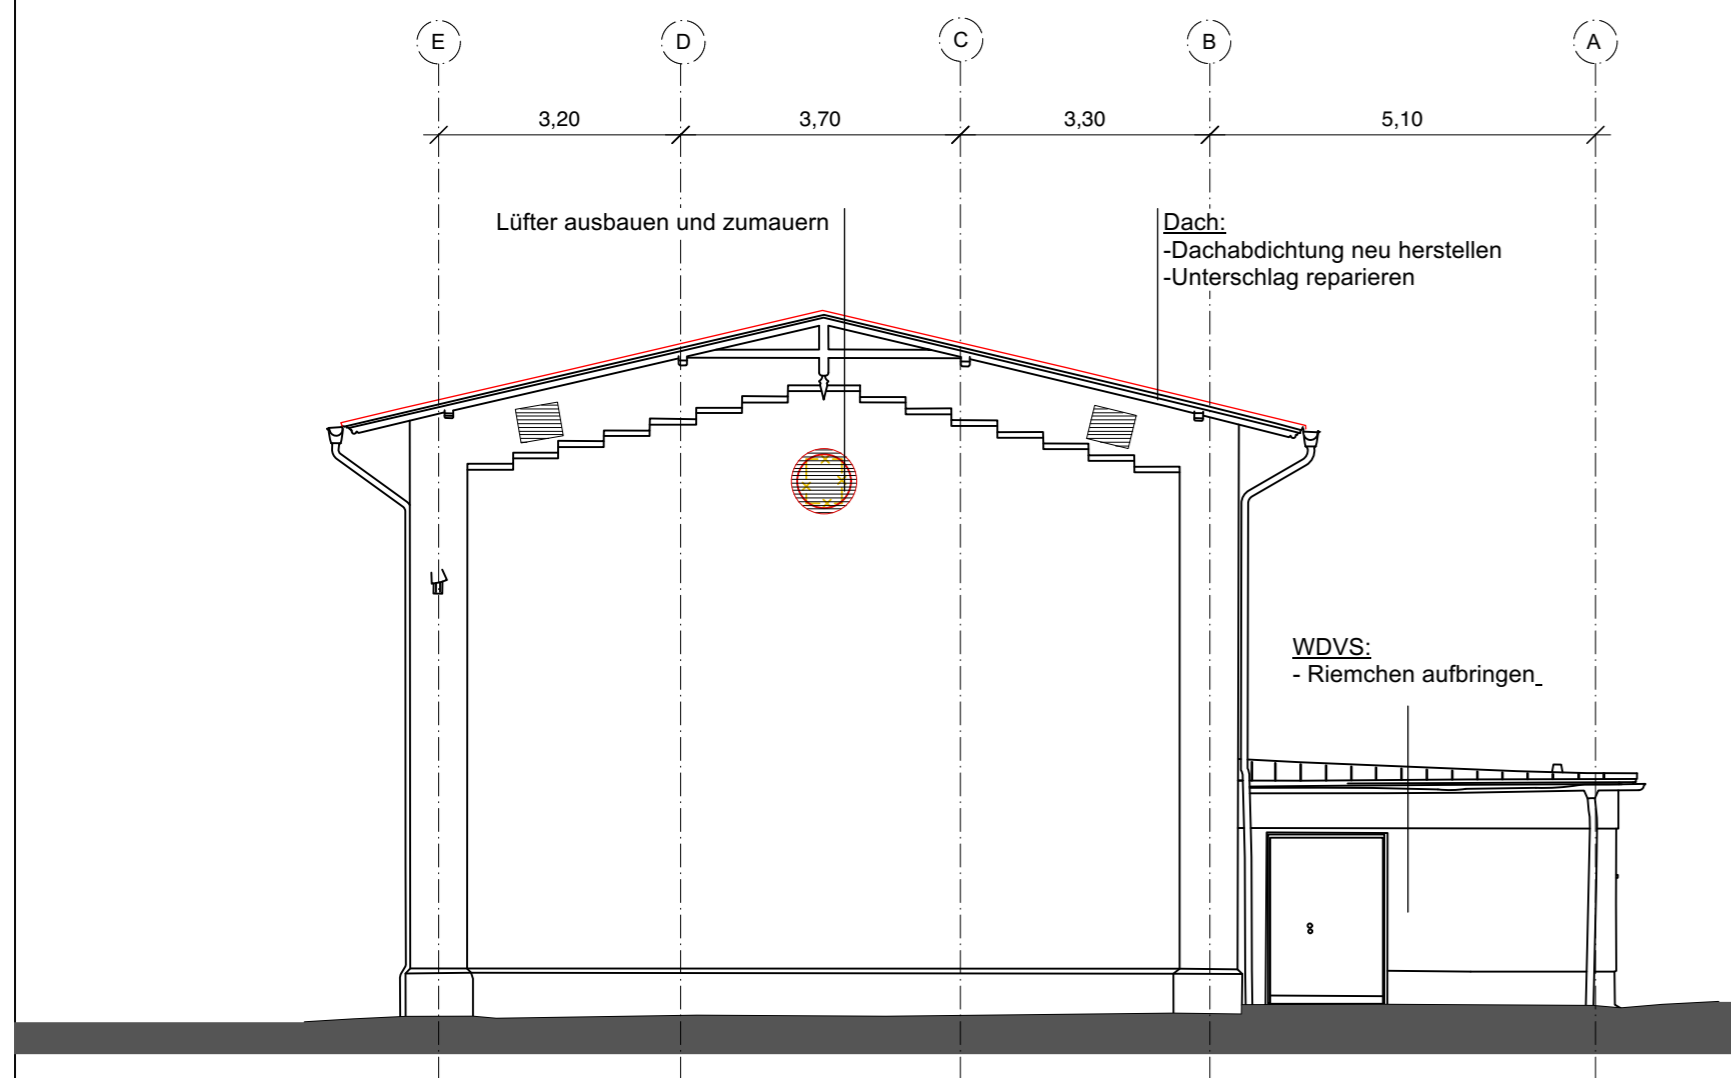 E D C B A
3,20 3,70 3,30 5,10
Lüfter ausbauen und zumauern
Dach:
-Dachabdichtung neu herstellen
-Unterschlag reparieren
WDVS:
- Riemchen aufbringen